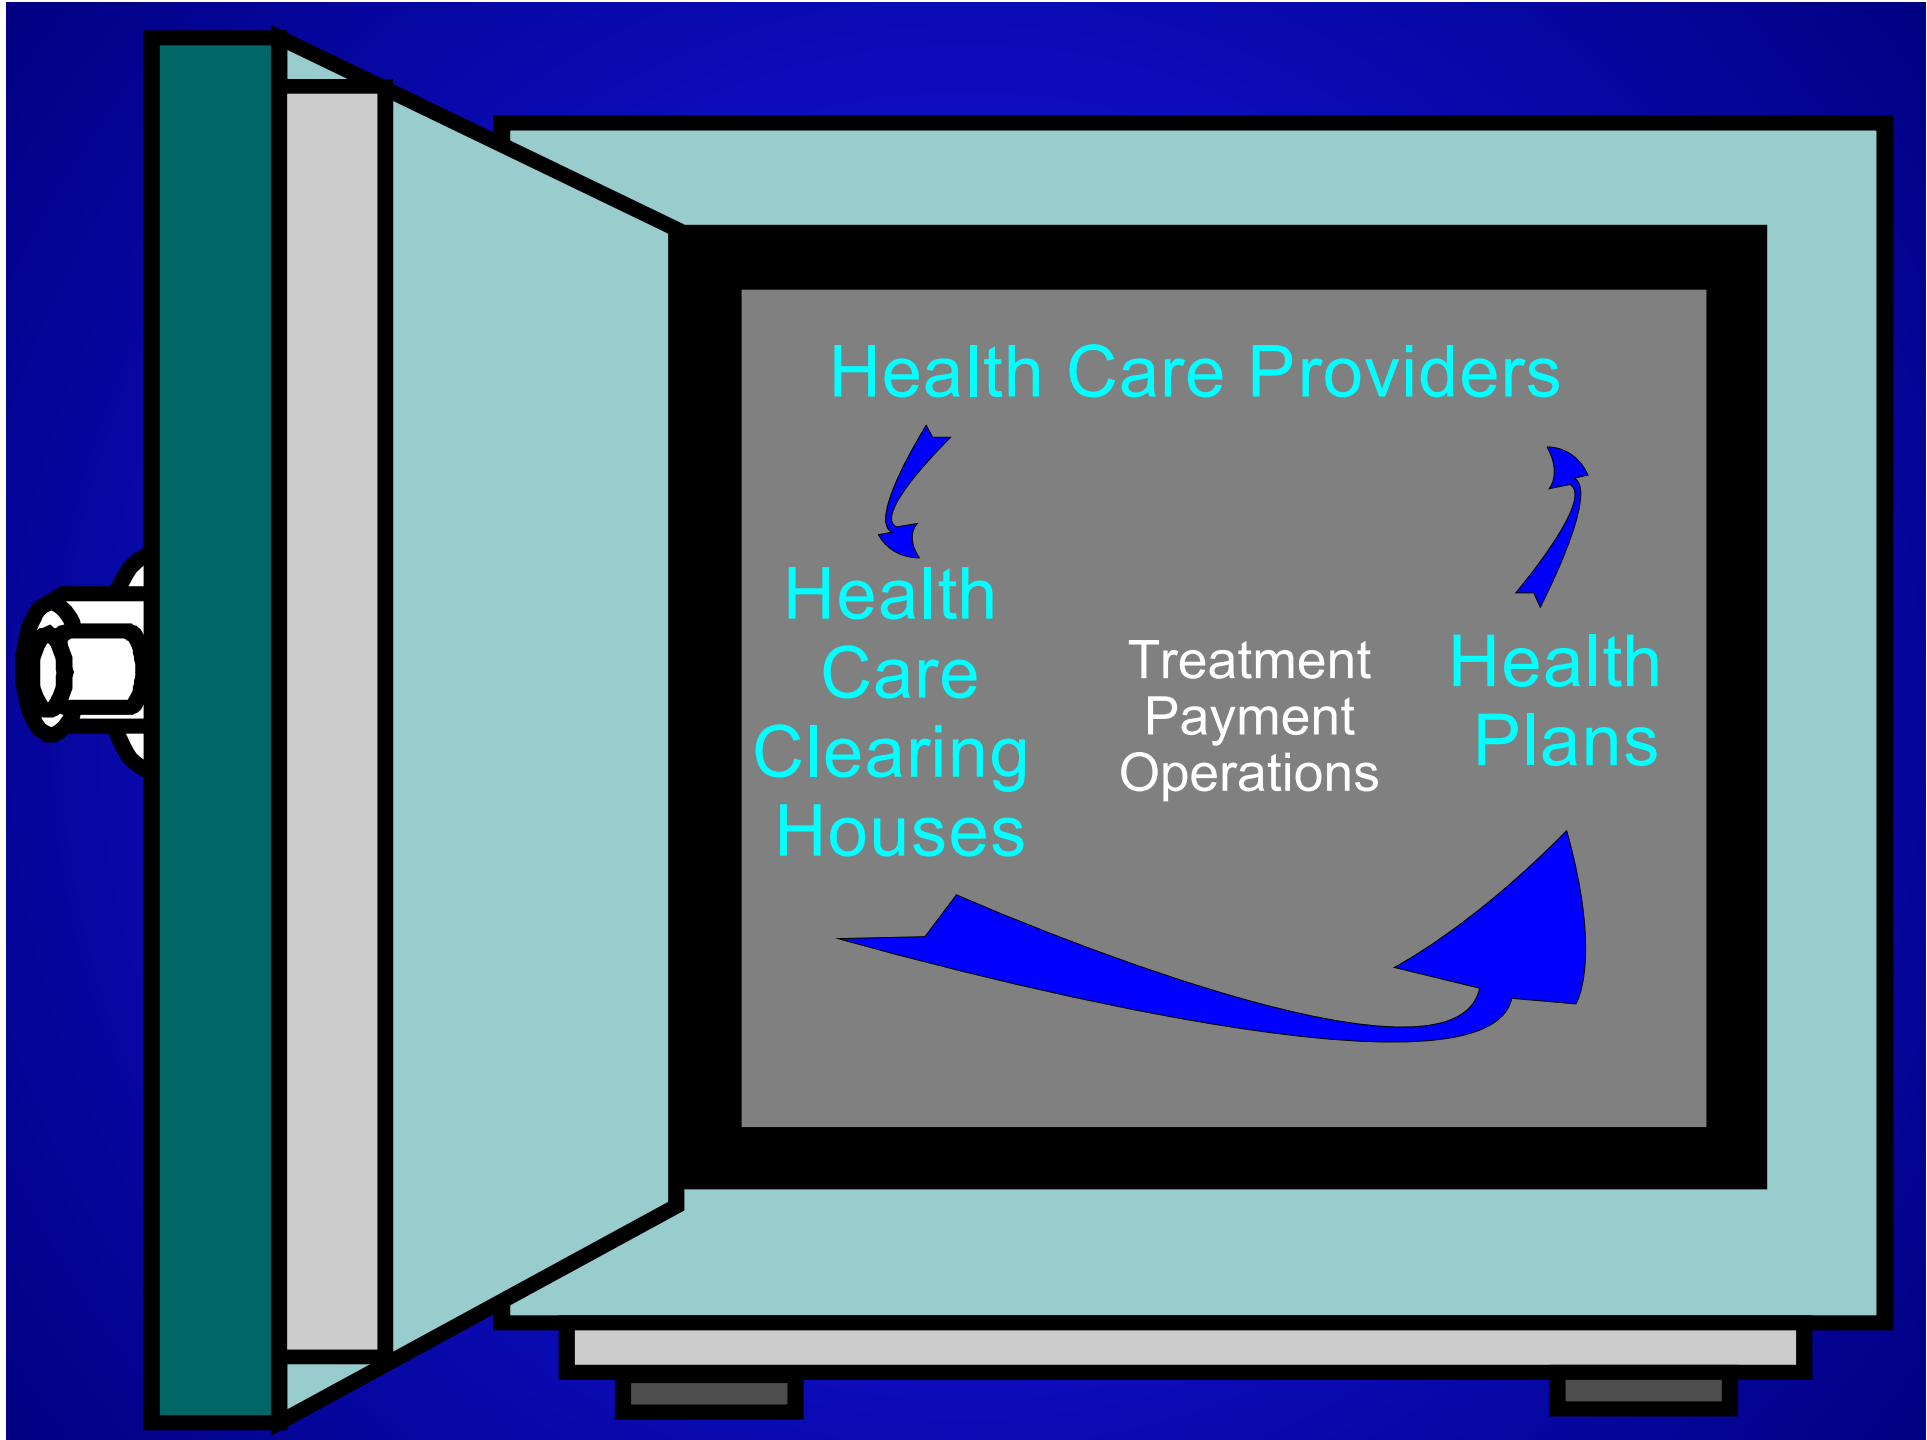 Health Care Providers
Health
Care
Clearing
Houses
Treatment
Payment
Operations
Health
Plans